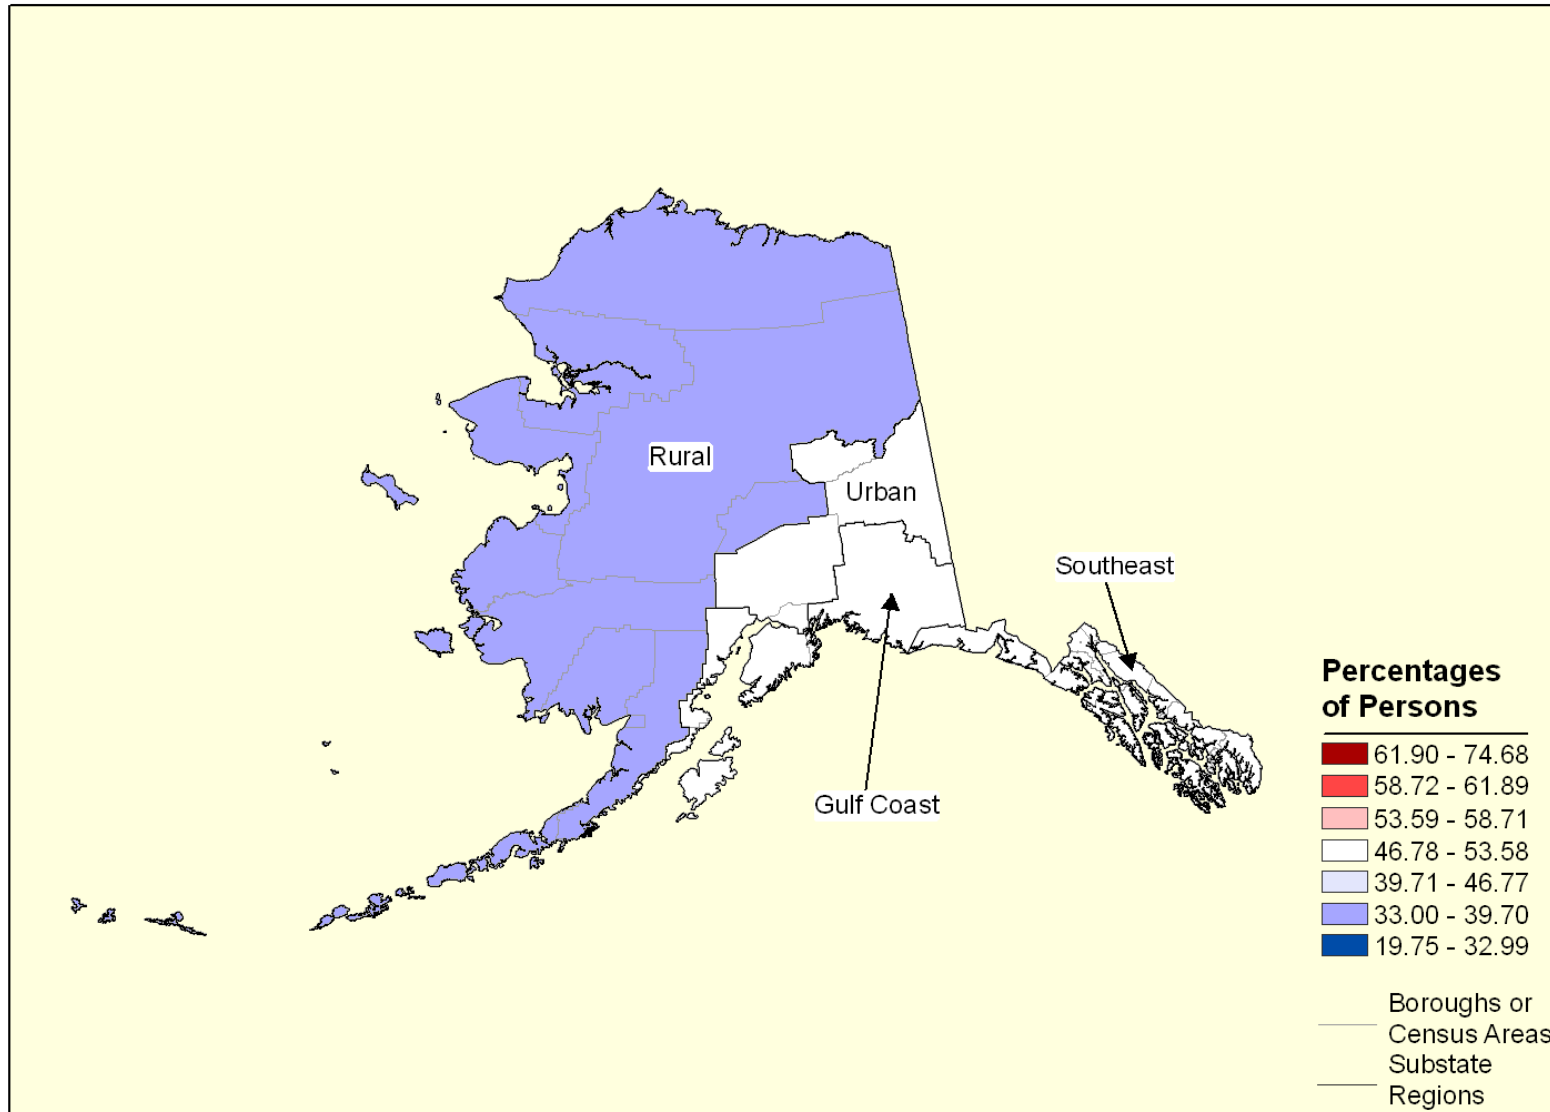 Rural
Urban
Southeast
Gulf Coast
Percentages
of Persons
61.90 - 74.68
58.72 - 61.89
53.59 - 58.71
46.78 - 53.58
39.71 - 46.77
33.00 - 39.70
19.75 - 32.99
Boroughs or
Census Areas
Substate
Regions